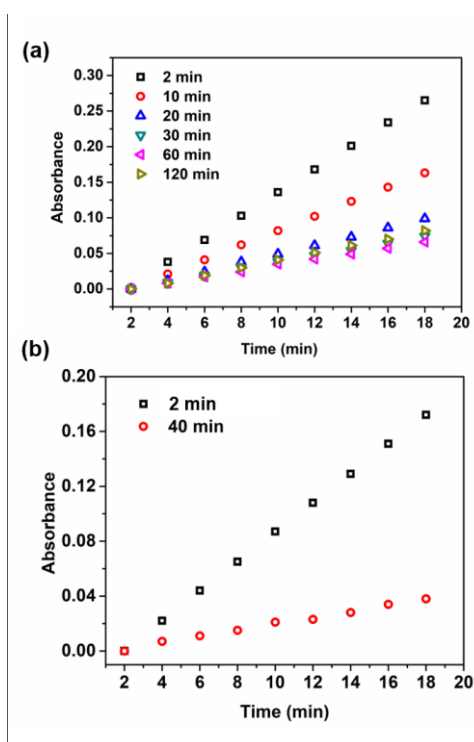 (a)
0.30
0.25
0.20
0.15
0.10
0.05
0.00
Absorbance
2 min
10 min
20 min
30 min
60 min
120 min
2 4 6 8 10 12 14 16 18 20
Time (min)
(b)
0.20
0.16
0.12
0.08
0.04
0.00
Absorbance
2 min
40 min
2 4 6 8 10 12 14 16 18 20
Time (min)